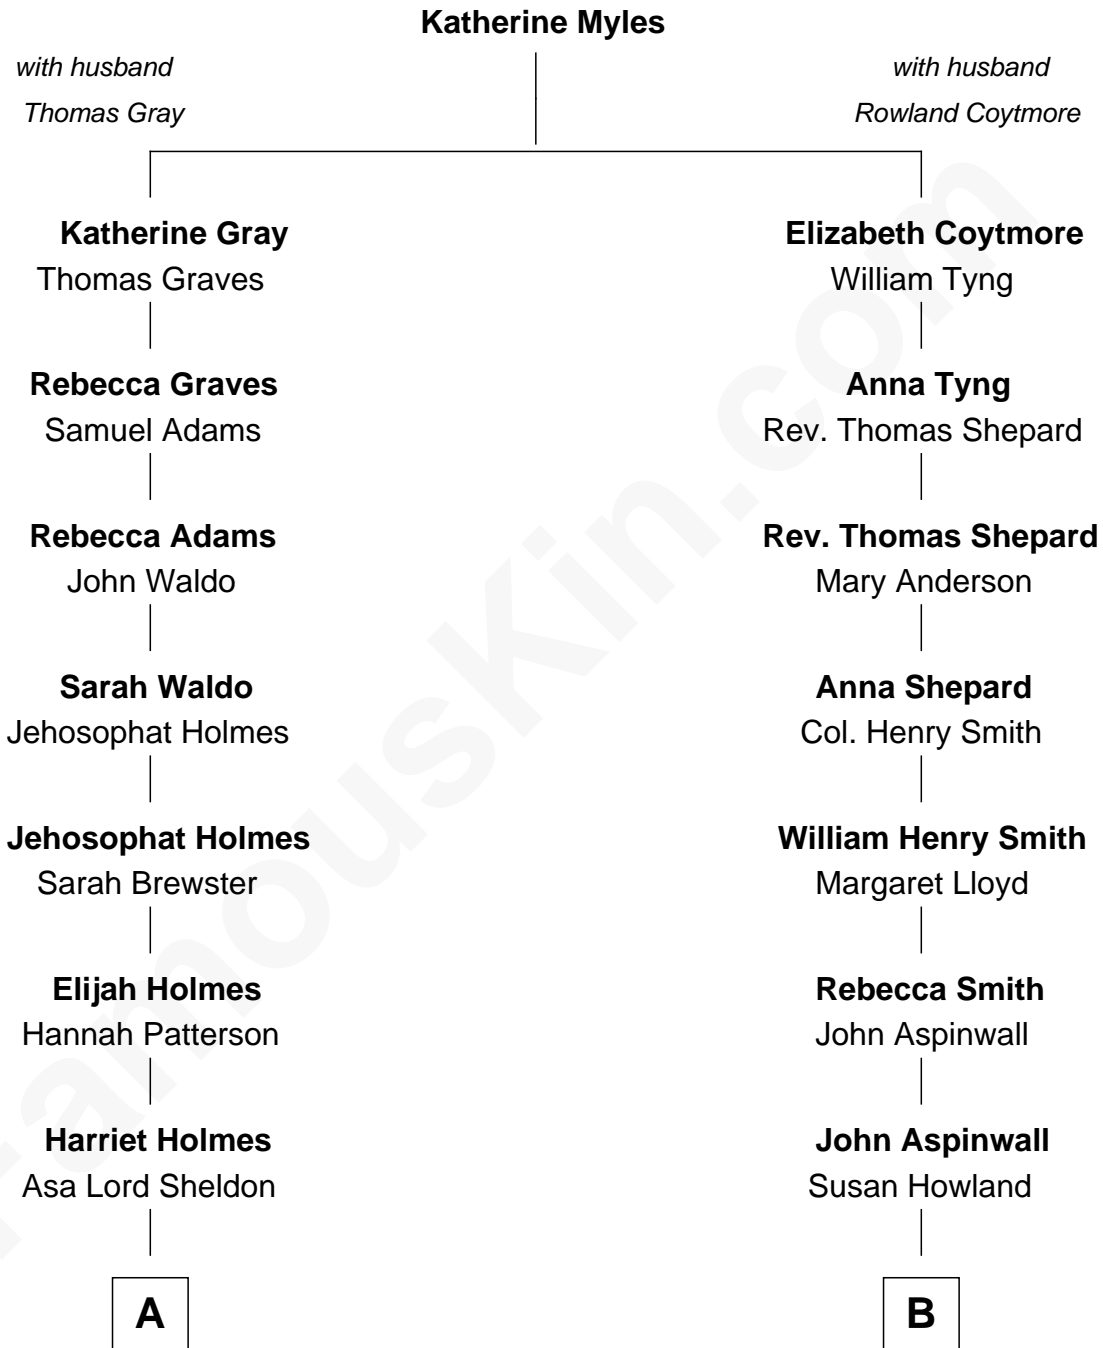 Katherine Myles
with husband
Thomas Gray
with husband
Rowland Coytmore
Katherine Gray
Thomas Graves
Rebecca Graves
Samuel Adams
Rebecca Adams
John Waldo
Sarah Waldo
Jehosophat Holmes
Jehosophat Holmes
Sarah Brewster
Elijah Holmes
Hannah Patterson
Harriet Holmes
Asa Lord Sheldon
A
Elizabeth Coytmore
William Tyng
Anna Tyng
Rev. Thomas Shepard
Rev. Thomas Shepard
Mary Anderson
Anna Shepard
Col. Henry Smith
William Henry Smith
Margaret Lloyd
Rebecca Smith
John Aspinwall
John Aspinwall
Susan Howland
B
FamousKin.com